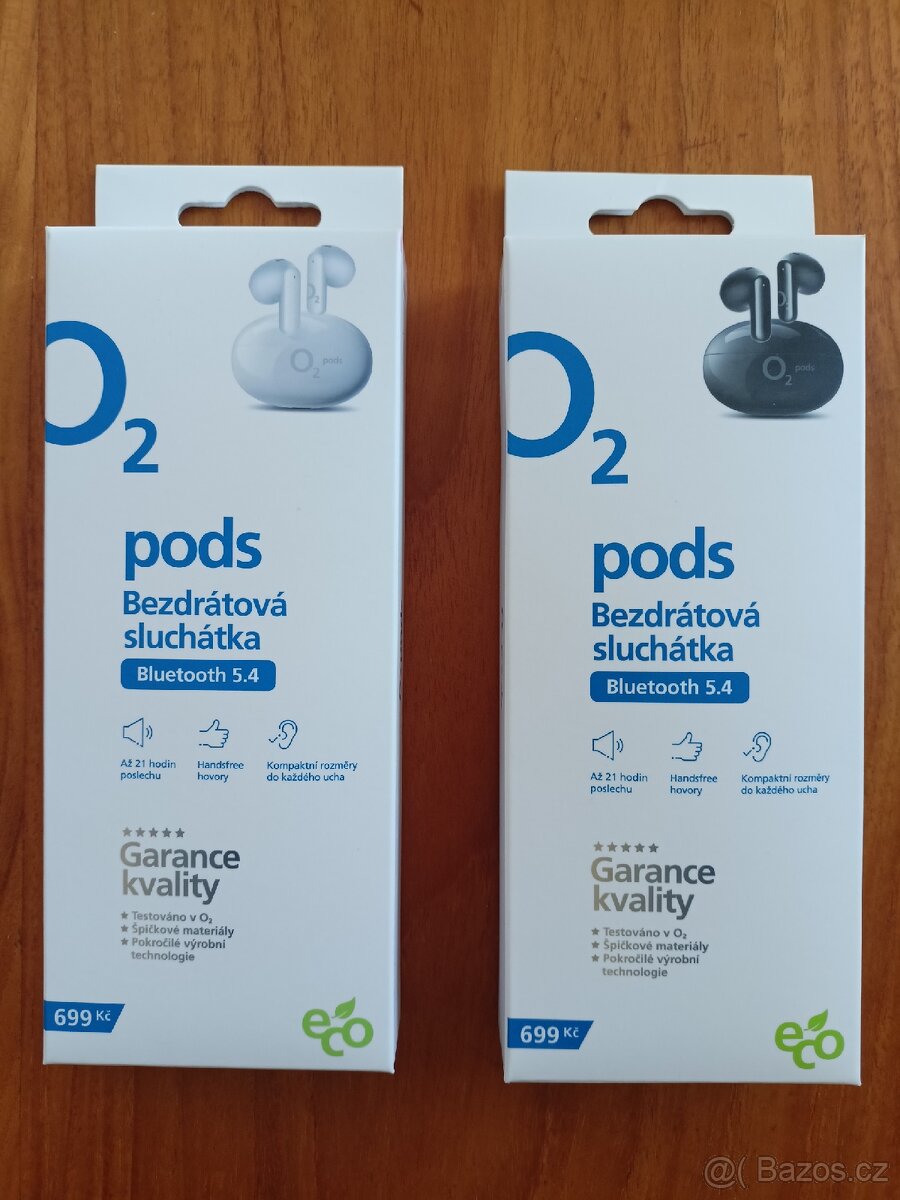 O2
pods
O2
pods
Bezdrátová
sluchátka
Bluetooth 5.4
Až 21 hodin
poslechu
Handsfree
hovory
Kompaktní rozměry
do každého ucha
Garance
kvality
Testováno v O₂
Špičkové materiály
Pokročilé výrobní
technologie
699 Kč
eco
O2
pods
O2
pods
Bezdrátová
sluchátka
Bluetooth 5.4
Až 21 hodin
poslechu
Handsfree
hovory
Kompaktní rozměry
do každého ucha
Garance
kvality
Testováno v O₂
Špičkové materiály
Pokročilé výrobní
technologie
699 Kč
eco
@( Bazos.cz